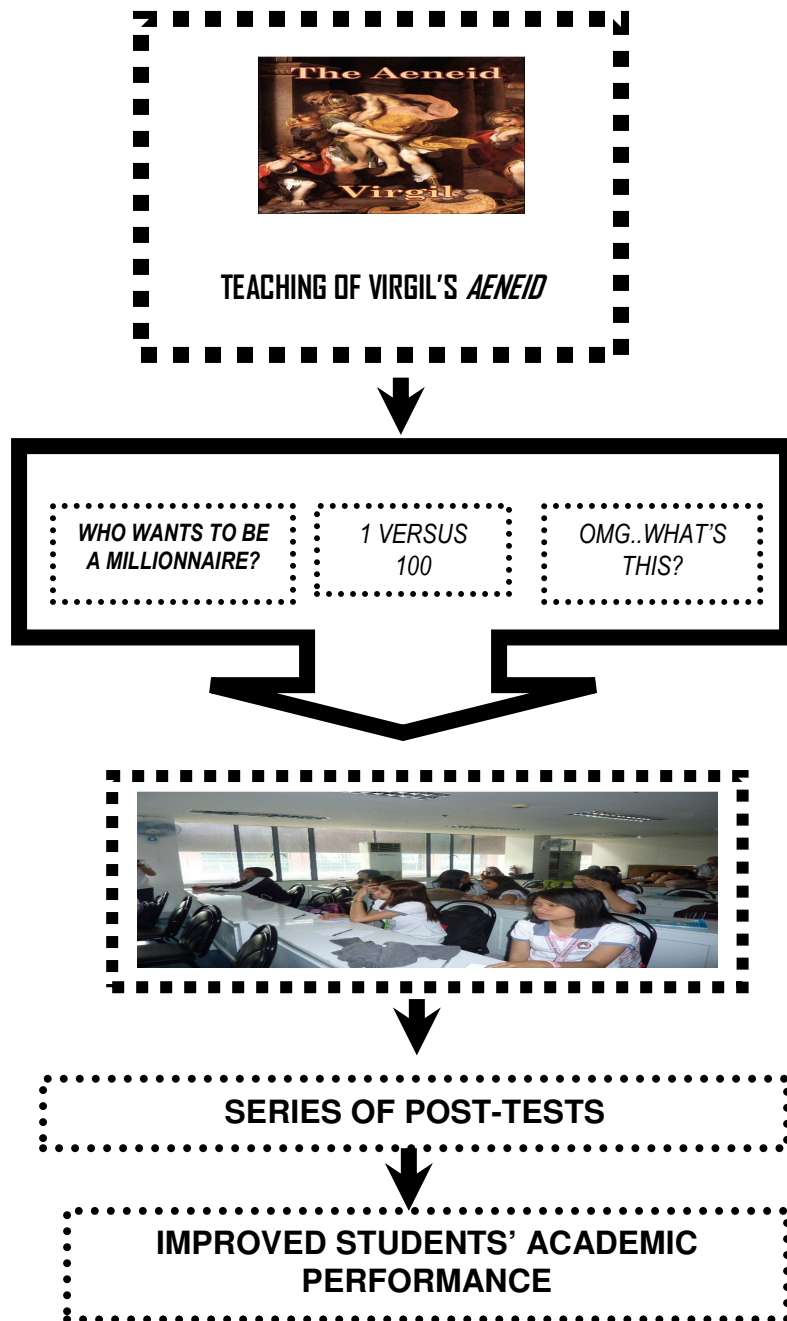 The Aeneid
Virgil
TEACHING OF VIRGIL'S AENEID
WHO WANTS TO BE
A MILLIONNAIRE?
1 VERSUS
100
OMG..WHAT'S
THIS?
SERIES OF POST-TESTS
IMPROVED STUDENTS' ACADEMIC
PERFORMANCE